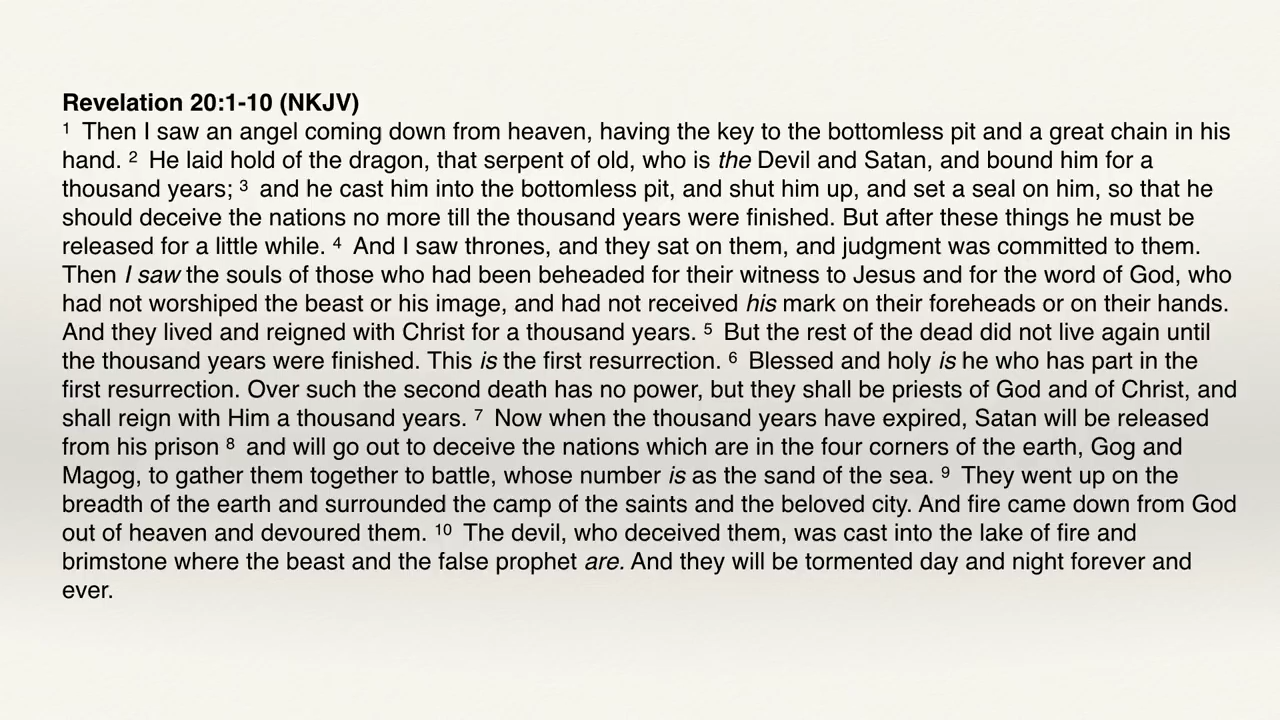 Revelation 20:1-10 (NKJV)
1 Then I saw an angel coming down from heaven, having the key to the bottomless pit and a great chain in his
hand. 2 He laid hold of the dragon, that serpent of old, who is the Devil and Satan, and bound him for a
thousand years; 3 and he cast him into the bottomless pit, and shut him up, and set a seal on him, so that he
should deceive the nations no more till the thousand years were finished. But after these things he must be
released for a little while. 4 And I saw thrones, and they sat on them, and judgment was committed to them.
Then I saw the souls of those who had been beheaded for their witness to Jesus and for the word of God, who
had not worshiped the beast or his image, and had not received his mark on their foreheads or on their hands.
And they lived and reigned with Christ for a thousand years. 5 But the rest of the dead did not live again until
the thousand years were finished. This is the first resurrection. 6 Blessed and holy is he who has part in the
first resurrection. Over such the second death has no power, but they shall be priests of God and of Christ, and
shall reign with Him a thousand years. 7 Now when the thousand years have expired, Satan will be released
from his prison 8 and will go out to deceive the nations which are in the four corners of the earth, Gog and
Magog, to gather them together to battle, whose number is as the sand of the sea. 9 They went up on the
breadth of the earth and surrounded the camp of the saints and the beloved city. And fire came down from God
out of heaven and devoured them. 10 The devil, who deceived them, was cast into the lake of fire and
brimstone where the beast and the false prophet are. And they will be tormented day and night forever and
ever.